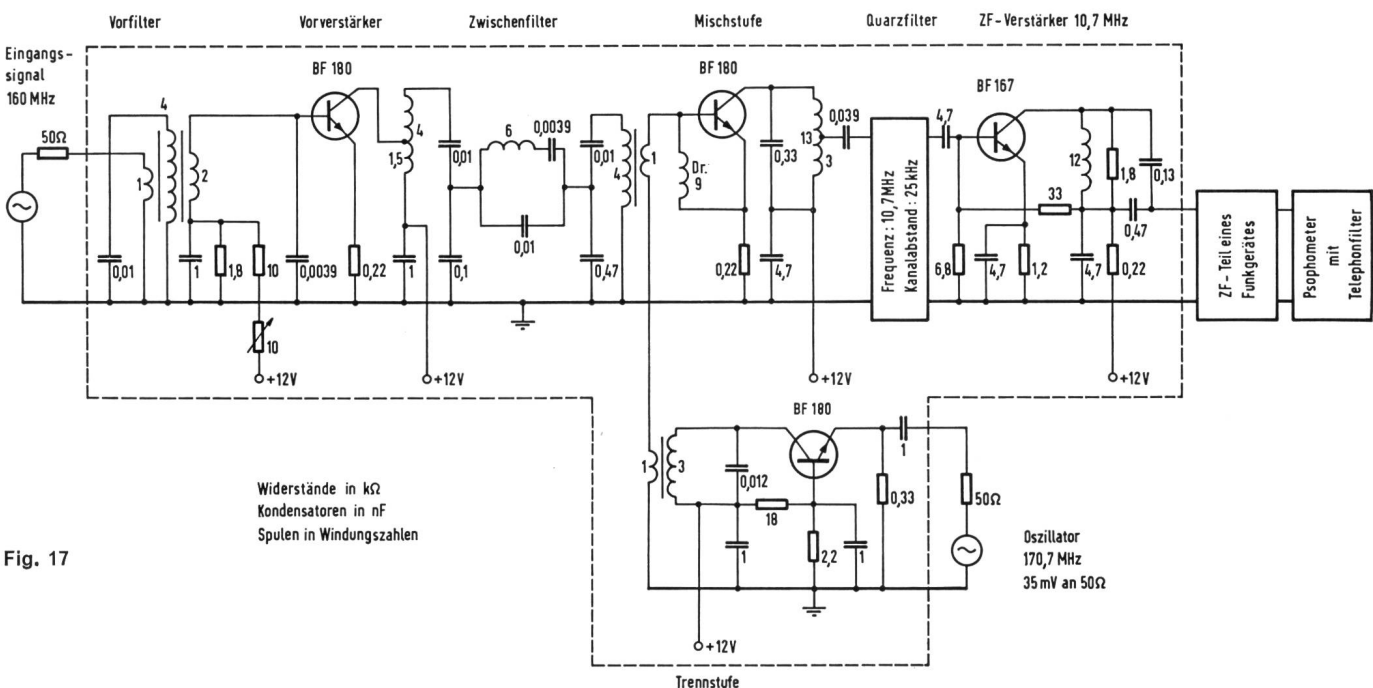 Vorfilter
Vorverstärker
Zwischenfilter
Mischstufe
Quarzfilter
ZF-Verstärker 10,7 MHz
Eingangs-
signal
160 MHz
50Ω
4
1
2
0,01
1
1,8
10
10
+12V
0,0039
BF 180
0,22
4
1,5
1
+12V
0,01
0,1
6
0,0039
0,01
0,01
0,47
4
1
Dr.
9
BF 180
0,22
0,33
4,7
13
3
+12V
0,039
Frequenz : 10,7MHz
Kanalabstand : 25kHz
4,7
BF 167
6,8
4,7
1,2
33
12
4,7
1,8
0,47
0,22
0,13
+12V
ZF-Teil eines
Funkgerätes
Psophometer
mit
Telephonfilter
BF 180
1
3
0,012
1
18
2,2
1
0,33
1
50Ω
+12V
Oszillator
170,7 MHz
35mV an 50Ω
Trennstufe
Widerstände in kΩ
Kondensatoren in nF
Spulen in Windungszahlen
Fig. 17